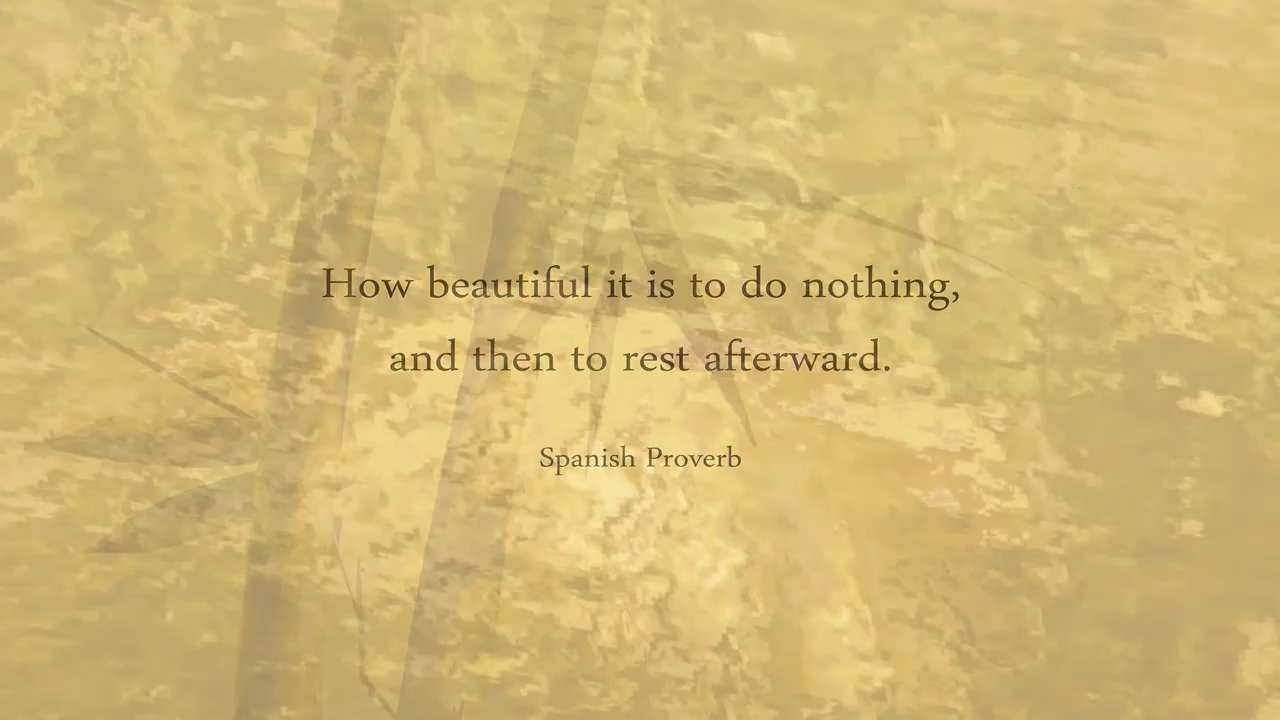 How beautiful it is to do nothing,
and then to rest afterward.
Spanish Proverb